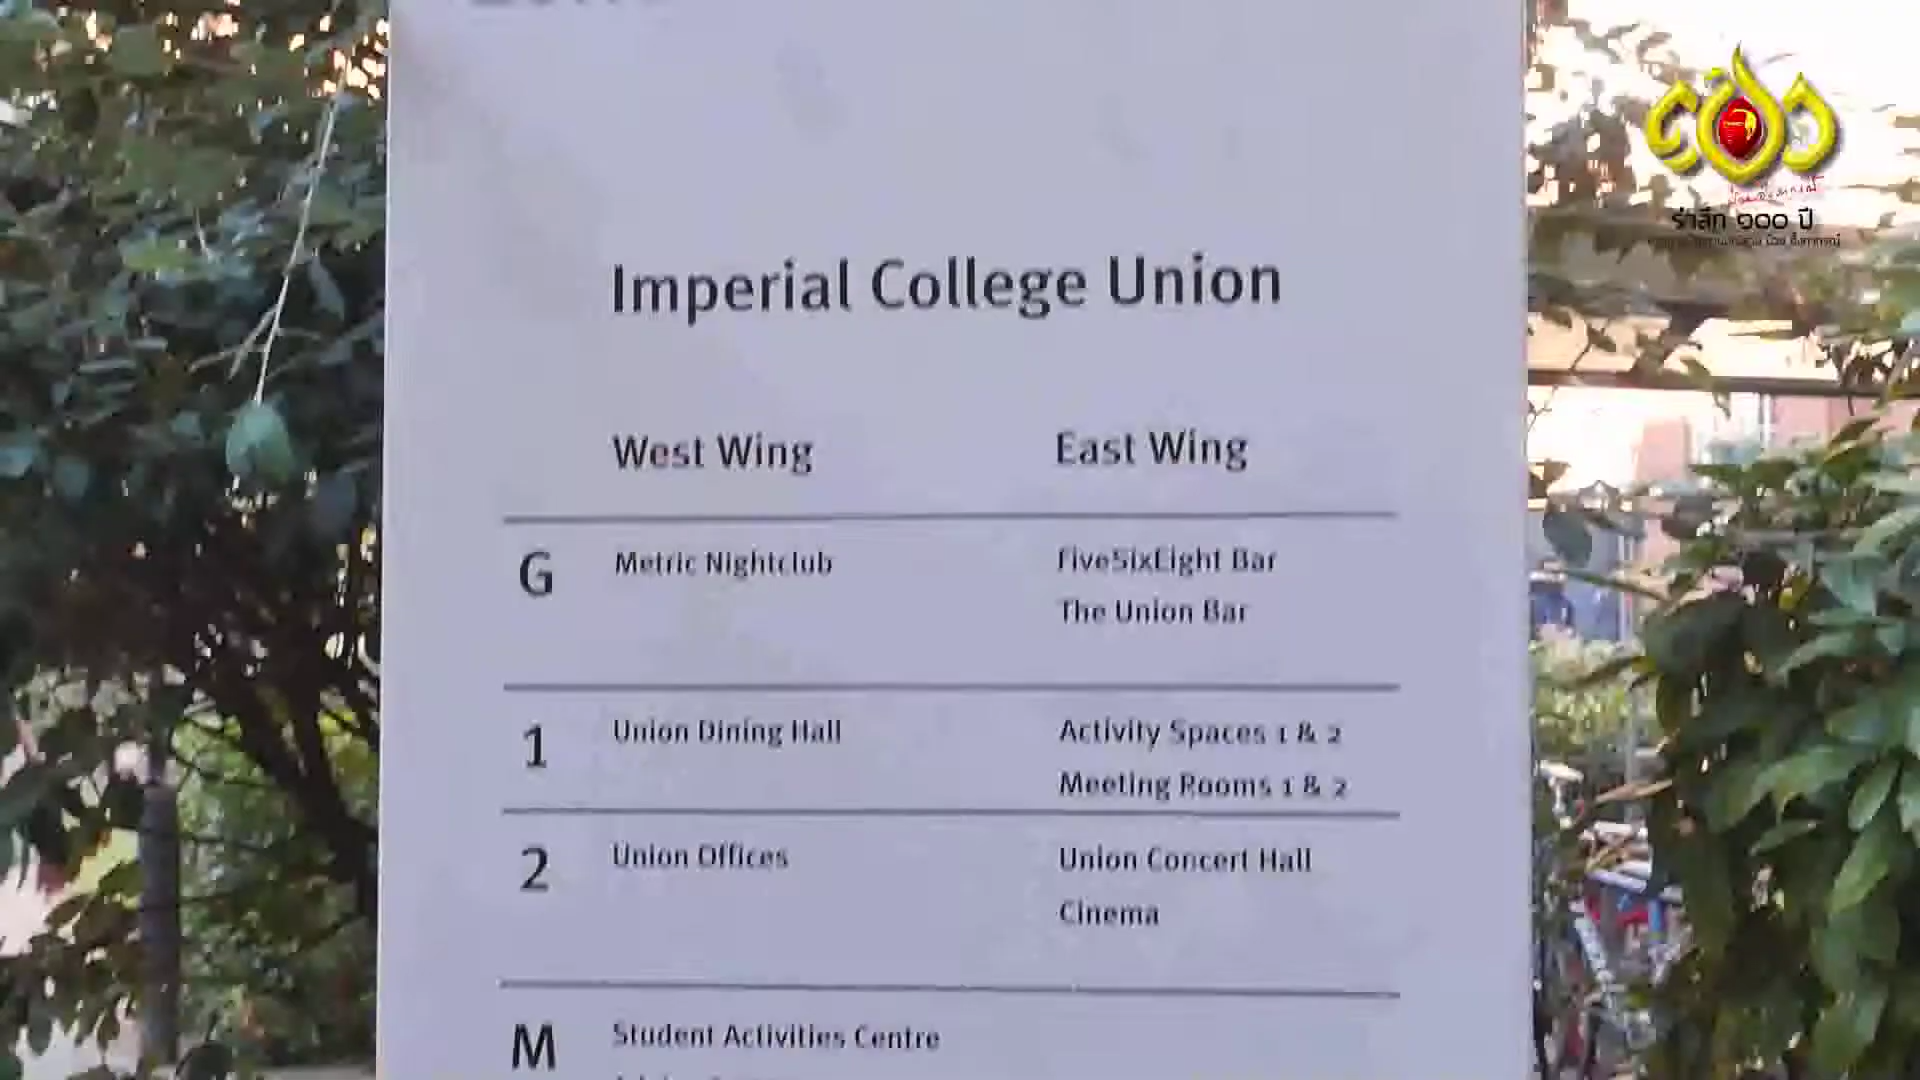 Imperial College Union
West Wing East Wing
G Metric Nightclub FiveSixEight Bar
The Union Bar
1 Union Dining Hall Activity Spaces 1 & 2
Meeting Rooms 1 & 2
2 Union Offices Union Concert Hall
Cinema
M Student Activities Centre
รำลึก ๑๐๐ ปี